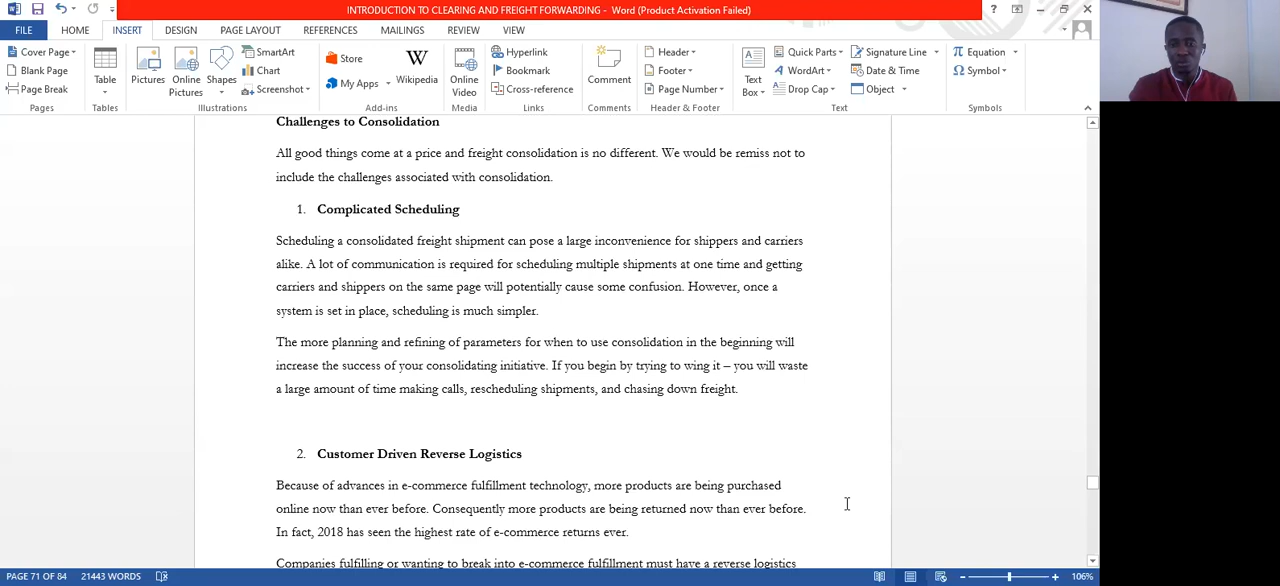 INTRODUCTION TO CLEARING AND FREIGHT FORWARDING - Word (Product Activation Failed)
FILE HOME INSERT DESIGN PAGE LAYOUT REFERENCES MAILINGS REVIEW VIEW
Cover Page
Blank Page
Page Break
Pages
Table
Tables
Pictures
Online Pictures
Shapes
SmartArt
Chart
Screenshot
Illustrations
Store
My Apps
Wikipedia
Add-ins
Online Video
Media
Hyperlink
Bookmark
Cross-reference
Links
Comment
Comments
Header
Footer
Page Number
Header & Footer
Text Box
Quick Parts
WordArt
Drop Cap
Signature Line
Date & Time
Object
Text
Equation
Symbol
Symbols
Challenges to Consolidation
All good things come at a price and freight consolidation is no different. We would be remiss not to
include the challenges associated with consolidation.
1. Complicated Scheduling
Scheduling a consolidated freight shipment can pose a large inconvenience for shippers and carriers
alike. A lot of communication is required for scheduling multiple shipments at one time and getting
carriers and shippers on the same page will potentially cause some confusion. However, once a
system is set in place, scheduling is much simpler.
The more planning and refining of parameters for when to use consolidation in the beginning will
increase the success of your consolidating initiative. If you begin by trying to wing it – you will waste
a large amount of time making calls, rescheduling shipments, and chasing down freight.
2. Customer Driven Reverse Logistics
Because of advances in e-commerce fulfillment technology, more products are being purchased
online now than ever before. Consequently more products are being returned now than ever before.
In fact, 2018 has seen the highest rate of e-commerce returns ever.
Companies fulfilling or wanting to break into e-commerce fulfillment must have a reverse logistics
PAGE 71 OF 84 21443 WORDS 106%